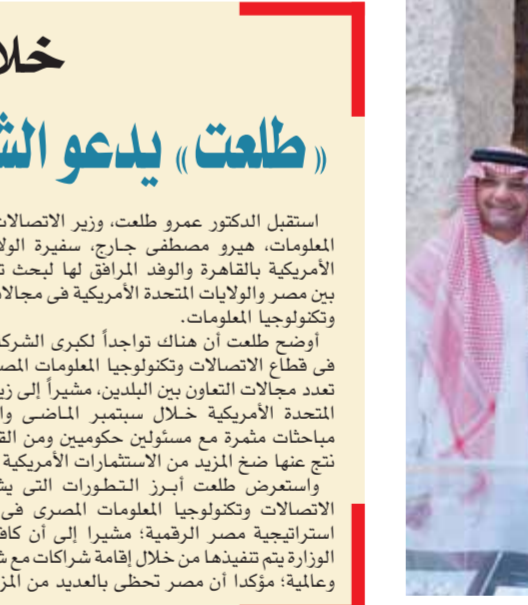 خلا
«طلعت» يدعو الش
استقبل الدكتور عمرو طلعت، وزير الاتصالات
المعلومات، هيرو مصطفى جارج، سفيرة الولا
الأمريكية بالقاهرة والوفد المرافق لها لبحث ت
بين مصر والولايات المتحدة الأمريكية فى مجالا
وتكنولوجيا المعلومات.
أوضح طلعت أن هناك تواجداً لكبرى الشركا
فى قطاع الاتصالات وتكنولوجيا المعلومات المص
تعدد مجالات التعاون بين البلدين، مشيراً إلى زي
المتحدة الأمريكية خلال سبتمبر الماضى وا
مباحثات مثمرة مع مسئولين حكوميين ومن الق
نتج عنها ضخ المزيد من الاستثمارات الأمريكية
واستعرض طلعت أبرز التطورات التى يش
الاتصالات وتكنولوجيا المعلومات المصرى فى
استراتيجية مصر الرقمية؛ مشيرا إلى أن كاف
الوزارة يتم تنفيذها من خلال إقامة شراكات مع ش
وعالمية؛ مؤكدا أن مصر تحظى بالعديد من المز